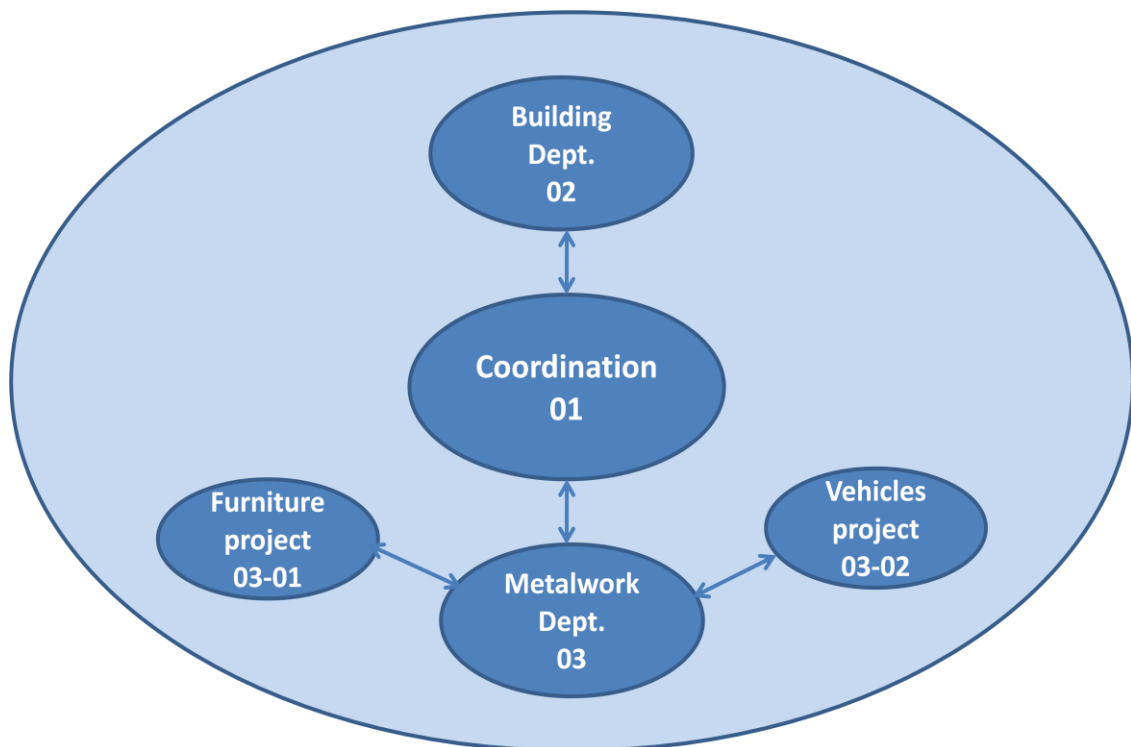 Building
Dept.
02
Coordination
01
Furniture
project
03-01
Vehicles
project
03-02
Metalwork
Dept.
03